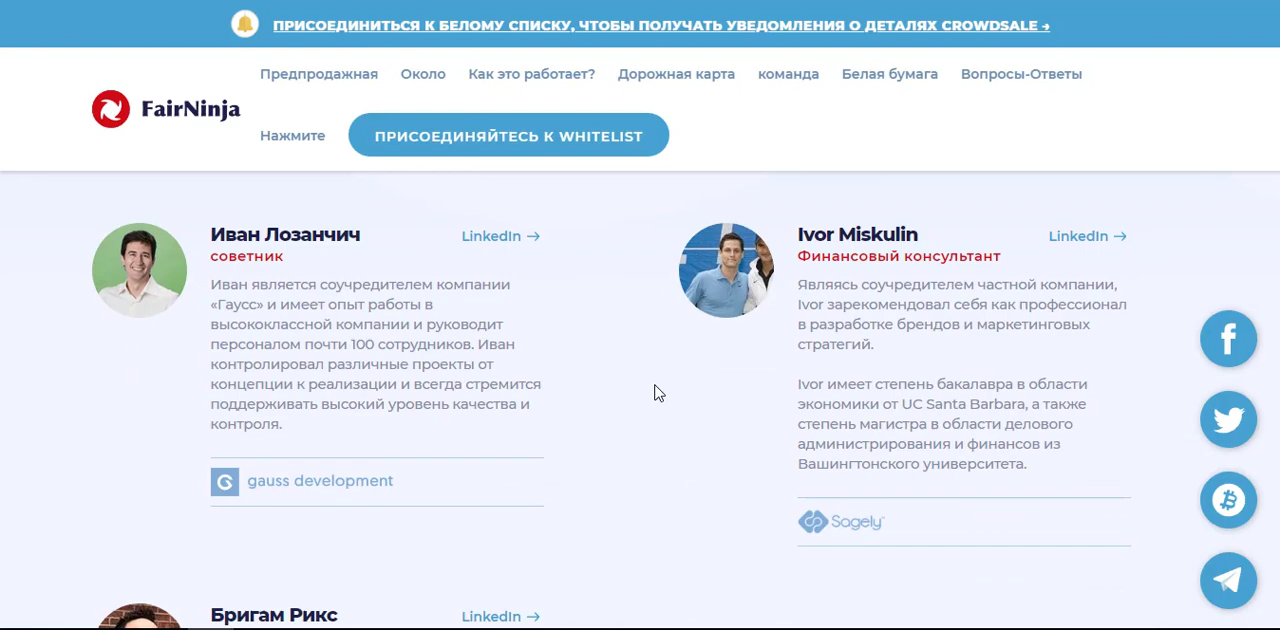 ПРИСОЕДИНИТЬСЯ К БЕЛОМУ СПИСКУ, ЧТОБЫ ПОЛУЧАТЬ УВЕДОМЛЕНИЯ О ДЕТАЛЯХ CROWDSALE →
Предпродажная Около Как это работает? Дорожная карта команда Белая бумага Вопросы-Ответы
FairNinja
Нажмите ПРИСОЕДИНЯЙТЕСЬ К WHITELIST
Иван Лозанчич LinkedIn →
советник
Иван является соучредителем компании
«Гаусс» и имеет опыт работы в
высококлассной компании и руководит
персоналом почти 100 сотрудников. Иван
контролировал различные проекты от
концепции к реализации и всегда стремится
поддерживать высокий уровень качества и
контроля.
gauss development
Ivor Miskulin LinkedIn →
Финансовый консультант
Являясь соучредителем частной компании,
Ivor зарекомендовал себя как профессионал
в разработке брендов и маркетинговых
стратегий.
Ivor имеет степень бакалавра в области
экономики от UC Santa Barbara, а также
степень магистра в области делового
администрирования и финансов из
Вашингтонского университета.
Sagely
Бригам Рикс LinkedIn →